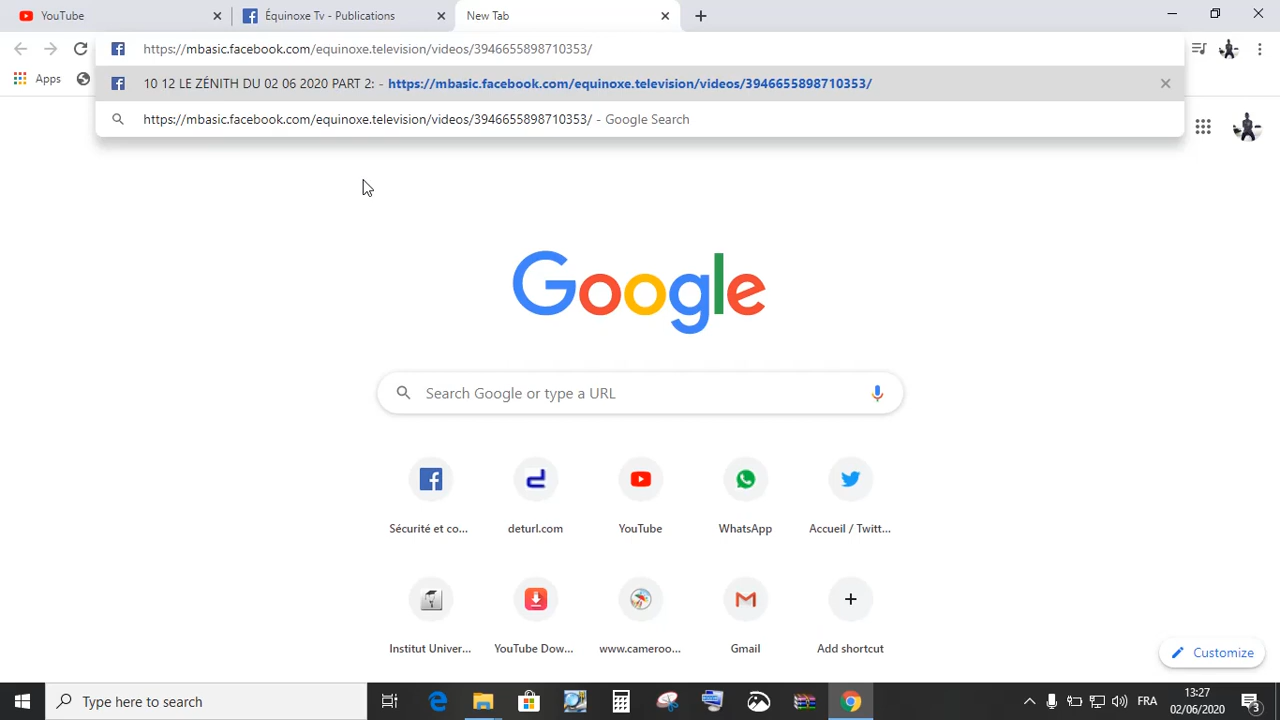 YouTube
Équinoxe Tv - Publications
New Tab
https://mbasic.facebook.com/equinoxe.television/videos/3946655898710353/
Apps
10 12 LE ZÉNITH DU 02 06 2020 PART 2: - https://mbasic.facebook.com/equinoxe.television/videos/3946655898710353/
https://mbasic.facebook.com/equinoxe.television/videos/3946655898710353/ - Google Search
Google
Search Google or type a URL
Sécurité et co...
deturl.com
YouTube
WhatsApp
Accueil / Twitt...
Institut Univer...
YouTube Dow...
www.cameroo...
Gmail
Add shortcut
Customize
Type here to search
FRA
13:27
02/06/2020
3